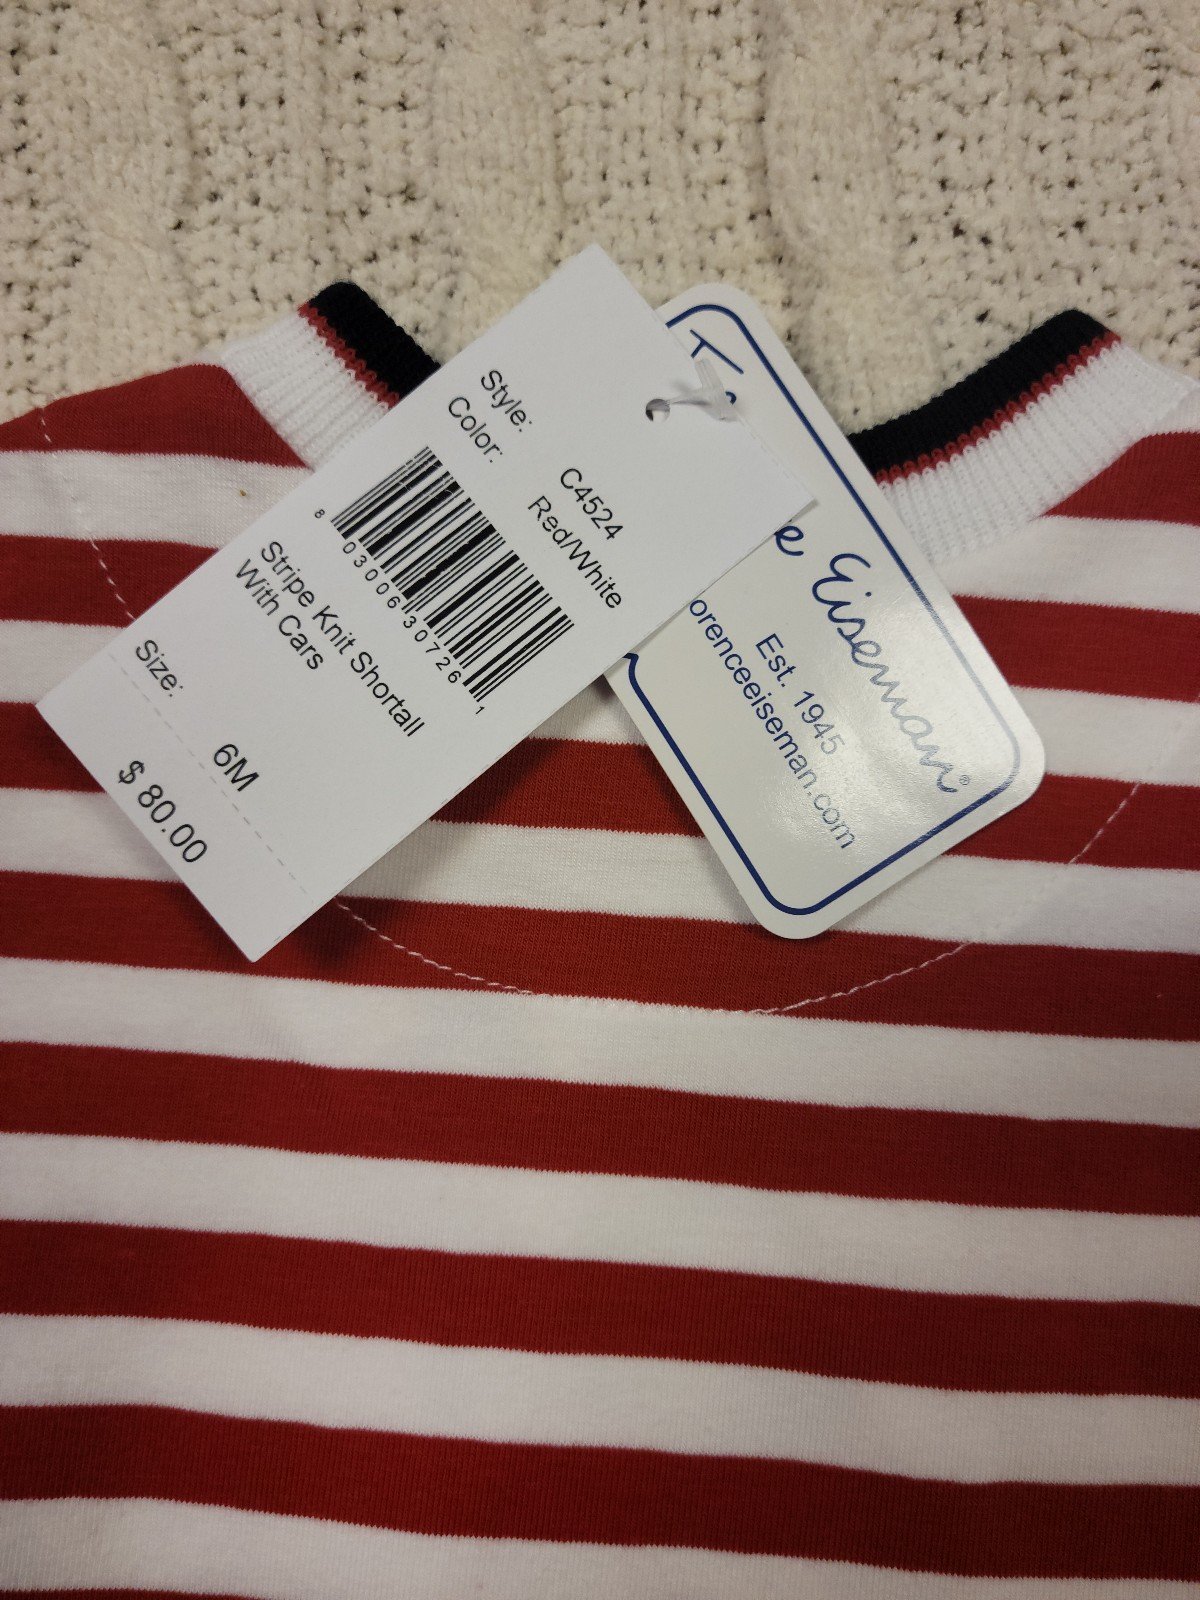 Style: C4524
Color: Red/White
8 03006 30726 1
Stripe Knit Shortall
With Cars
Size: 6M
$ 80.00
Eiseman®
Est. 1945
orenceeiseman.com